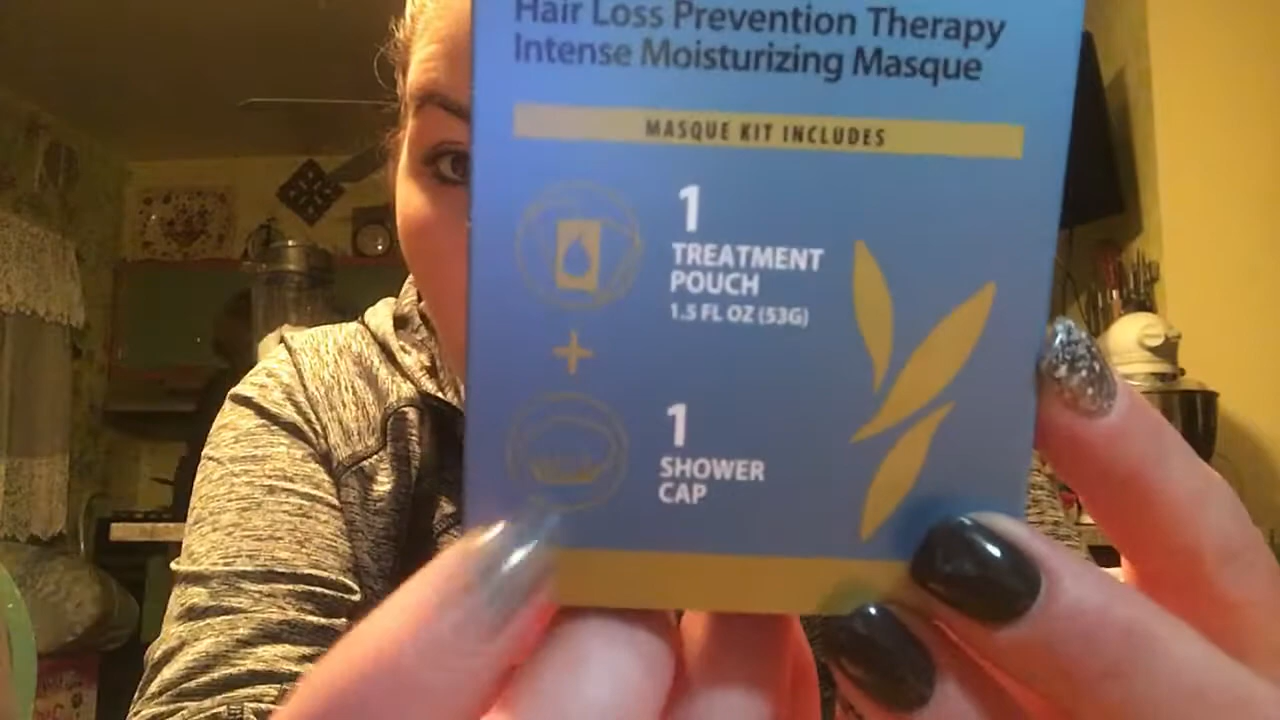 Hair Loss Prevention Therapy
Intense Moisturizing Masque
MASQUE KIT INCLUDES
1
TREATMENT
POUCH
1.5 FL OZ (53G)
+
1
SHOWER
CAP